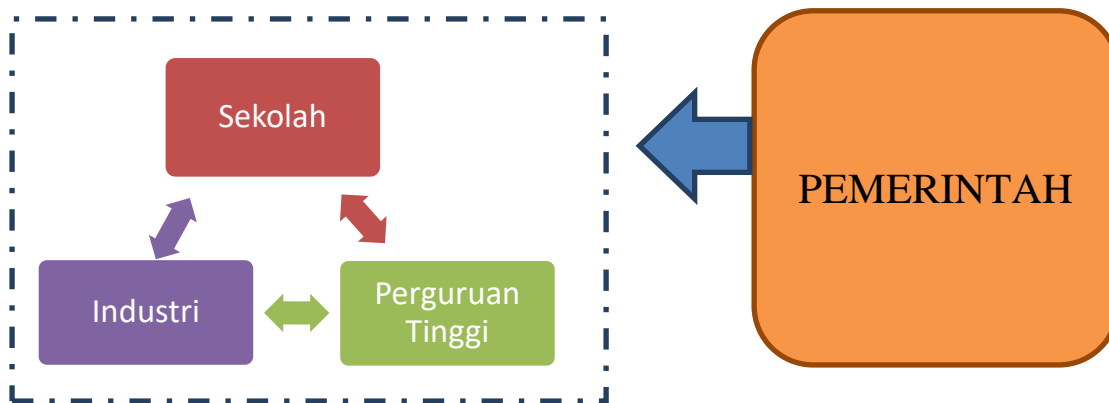 Sekolah
Industri
Perguruan
Tinggi
PEMERINTAH